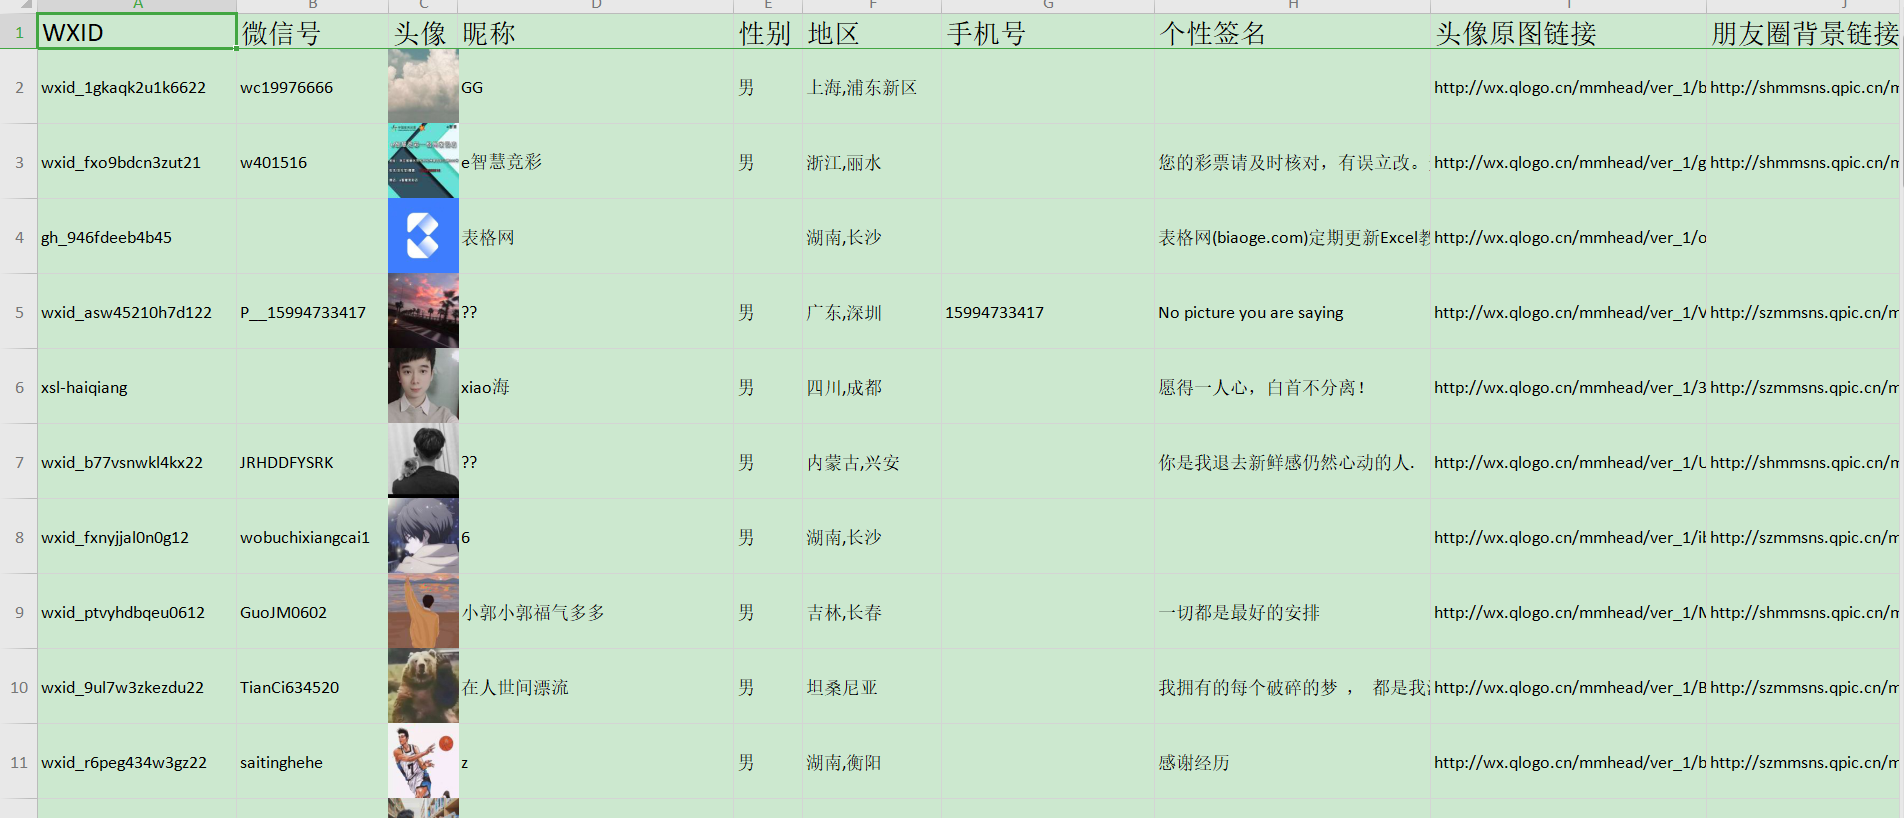 A B C D E F G H I J
1 WXID 微信号 头像 昵称 性别 地区 手机号 个性签名 头像原图链接 朋友圈背景链接
2 wxid_1gkaqk2u1k6622 wc19976666 GG 男 上海,浦东新区 http://wx.qlogo.cn/mmhead/ver_1/b http://shmmsns.qpic.cn/m
3 wxid_fxo9bdcn3zut21 w401516 e智慧竞彩 男 浙江,丽水 您的彩票请及时核对，有误立改。 http://wx.qlogo.cn/mmhead/ver_1/g http://shmmsns.qpic.cn/m
4 gh_946fdeeb4b45 表格网 湖南,长沙 表格网(biaoge.com)定期更新Excel教 http://wx.qlogo.cn/mmhead/ver_1/o
5 wxid_asw45210h7d122 P__15994733417 ?? 男 广东,深圳 15994733417 No picture you are saying http://wx.qlogo.cn/mmhead/ver_1/V http://szmmsns.qpic.cn/m
6 xsl-haiqiang xiao海 男 四川,成都 愿得一人心，白首不分离！ http://wx.qlogo.cn/mmhead/ver_1/3 http://szmmsns.qpic.cn/m
7 wxid_b77vsnwkl4kx22 JRHDDFYSRK ?? 男 内蒙古,兴安 你是我退去新鲜感仍然心动的人. http://wx.qlogo.cn/mmhead/ver_1/U http://shmmsns.qpic.cn/m
8 wxid_fxnyjjal0n0g12 wobuchixiangcai1 6 男 湖南,长沙 http://wx.qlogo.cn/mmhead/ver_1/il http://szmmsns.qpic.cn/m
9 wxid_ptvyhdbqeu0612 GuoJM0602 小郭小郭福气多多 男 吉林,长春 一切都是最好的安排 http://wx.qlogo.cn/mmhead/ver_1/N http://shmmsns.qpic.cn/m
10 wxid_9ul7w3zkezdu22 TianCi634520 在人世间漂流 男 坦桑尼亚 我拥有的每个破碎的梦 ， 都是我 http://wx.qlogo.cn/mmhead/ver_1/B http://szmmsns.qpic.cn/m
11 wxid_r6peg434w3gz22 saitinghehe z 男 湖南,衡阳 感谢经历 http://wx.qlogo.cn/mmhead/ver_1/b http://szmmsns.qpic.cn/m